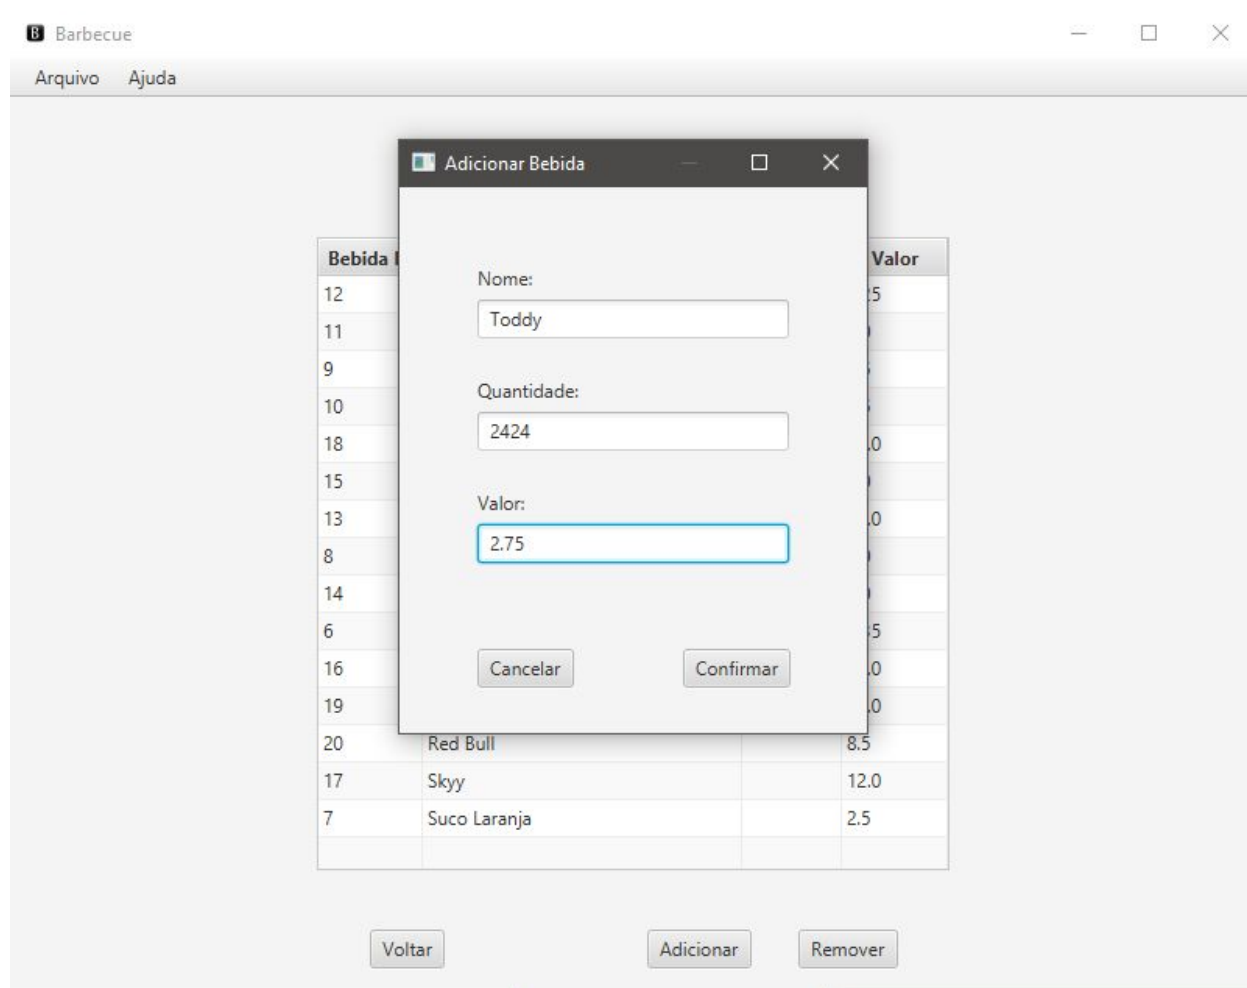 B Barbecue
Arquivo Ajuda
Adicionar Bebida
Bebida Valor
Nome:
Toddy
Quantidade:
2424
Valor:
2.75
Cancelar Confirmar
12
11
9
10
18
15
13
8
14
6
16
19
20 Red Bull 8.5
17 Skyy 12.0
7 Suco Laranja 2.5
Voltar Adicionar Remover